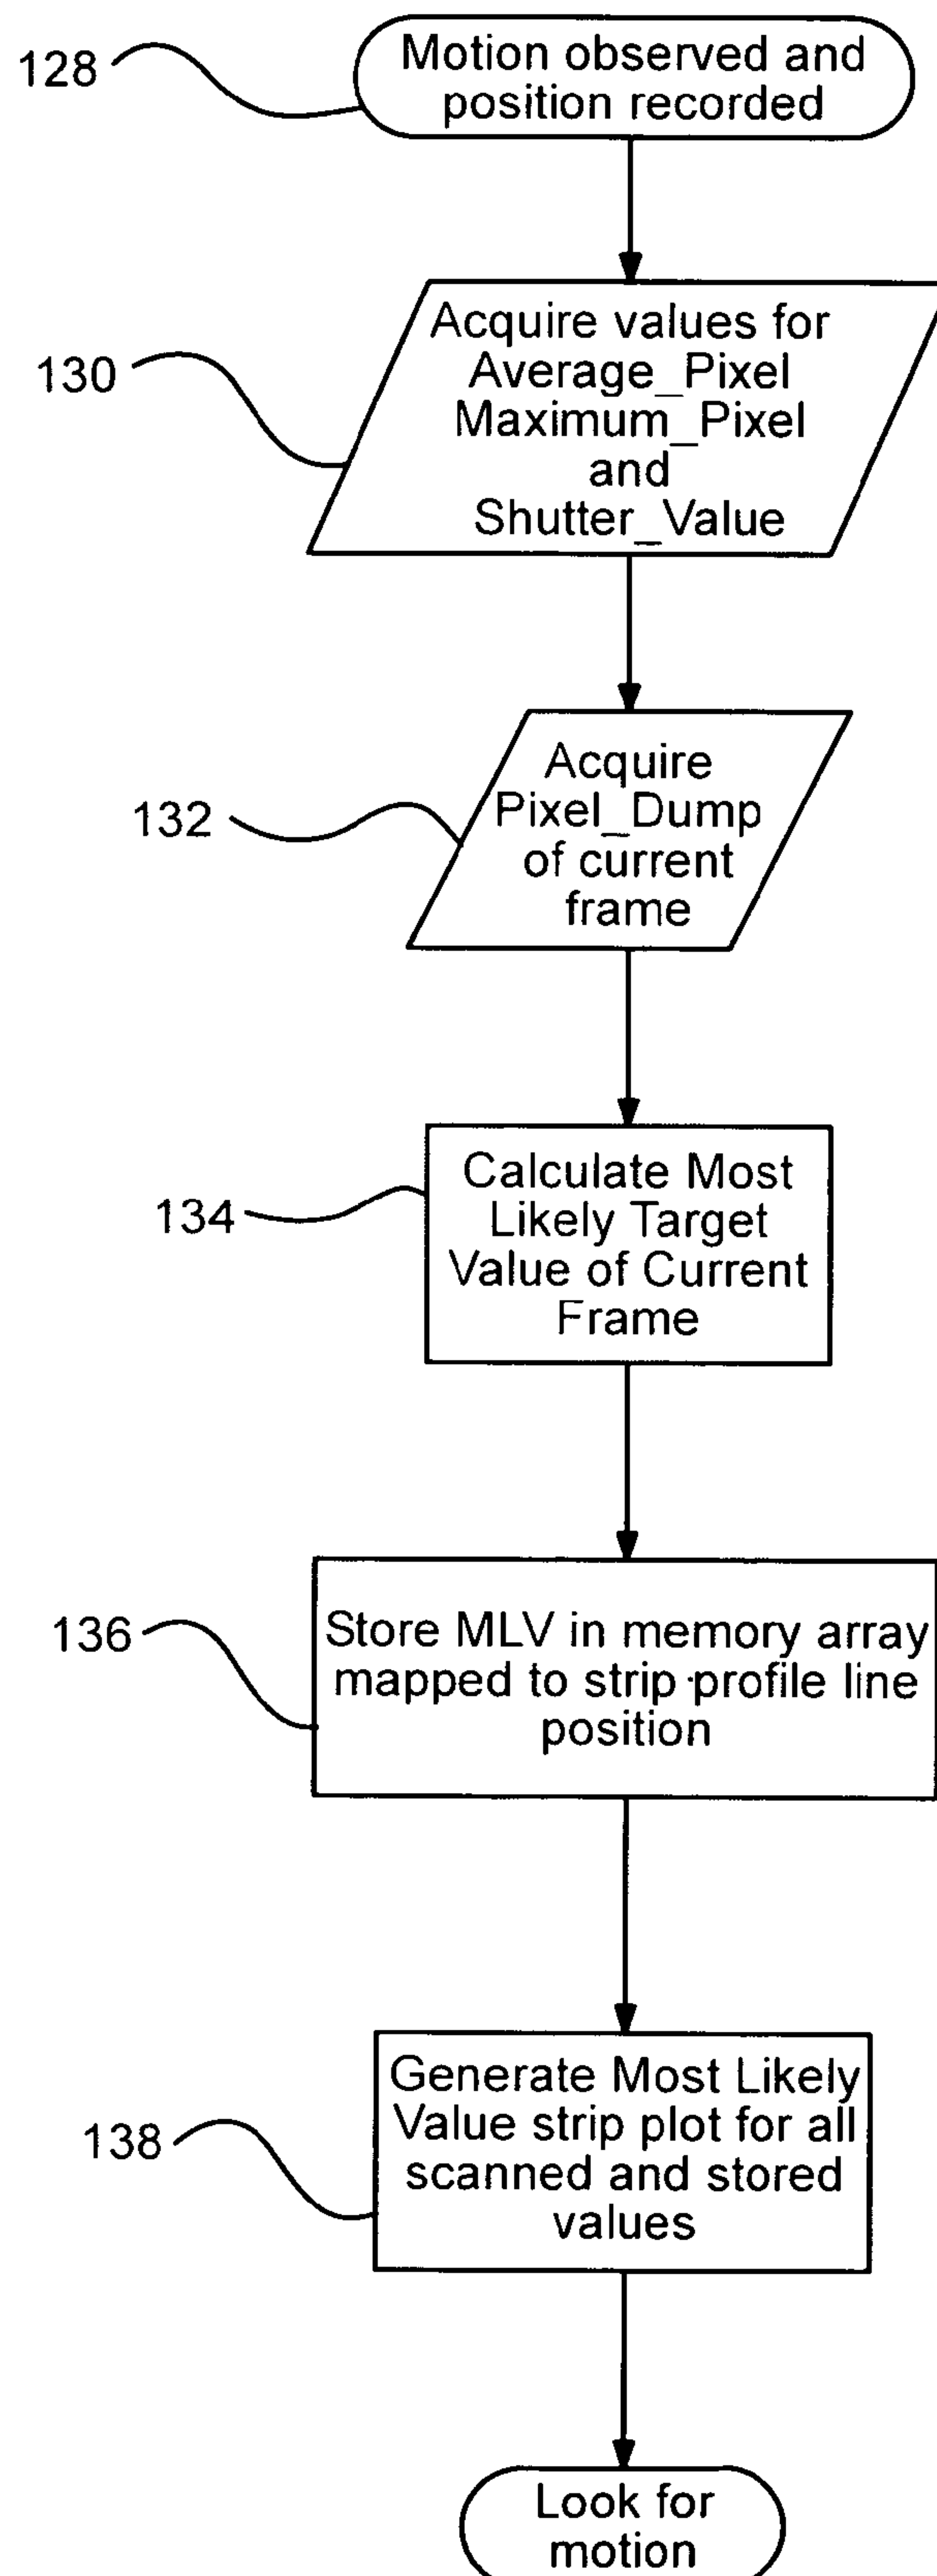 128
Motion observed and
position recorded
130
Acquire values for
Average_Pixel
Maximum_Pixel
and
Shutter_Value
132
Acquire
Pixel_Dump
of current
frame
134
Calculate Most
Likely Target
Value of Current
Frame
136
Store MLV in memory array
mapped to strip profile line
position
138
Generate Most Likely
Value strip plot for all
scanned and stored
values
Look for
motion